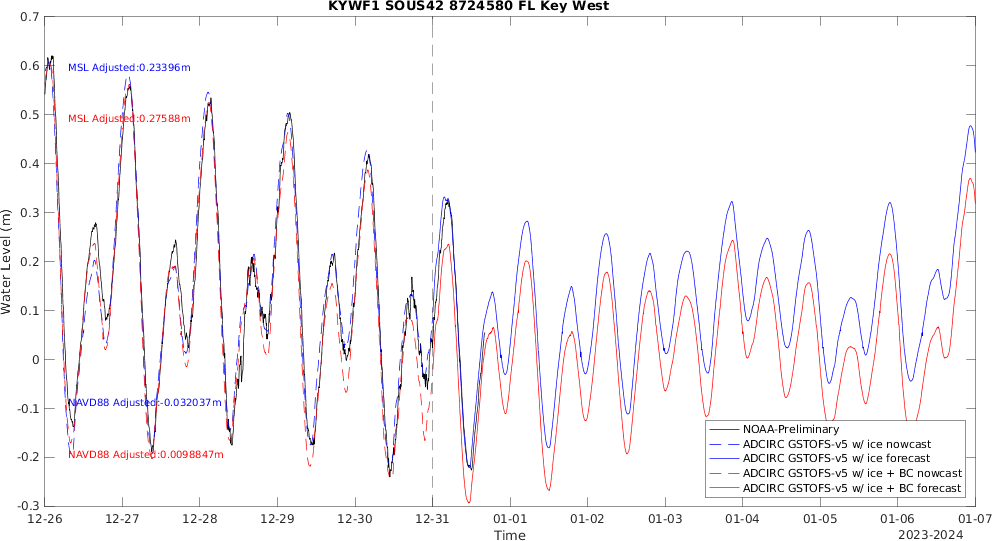 KYWF1 SOUS42 8724580 FL Key West
0.7
0.6
0.5
0.4
0.3
0.2
0.1
0
-0.1
-0.2
-0.3
Water Level (m)
MSL Adjusted:0.23396m
MSL Adjusted:0.27588m
NAVD88 Adjusted:-0.032037m
NAVD88 Adjusted:0.0098847m
NOAA-Preliminary
ADCIRC GSTOFS-v5 w/ ice nowcast
ADCIRC GSTOFS-v5 w/ ice forecast
ADCIRC GSTOFS-v5 w/ ice + BC nowcast
ADCIRC GSTOFS-v5 w/ ice + BC forecast
12-26 12-27 12-28 12-29 12-30 12-31 01-01 01-02 01-03 01-04 01-05 01-06 01-07
Time
2023-2024